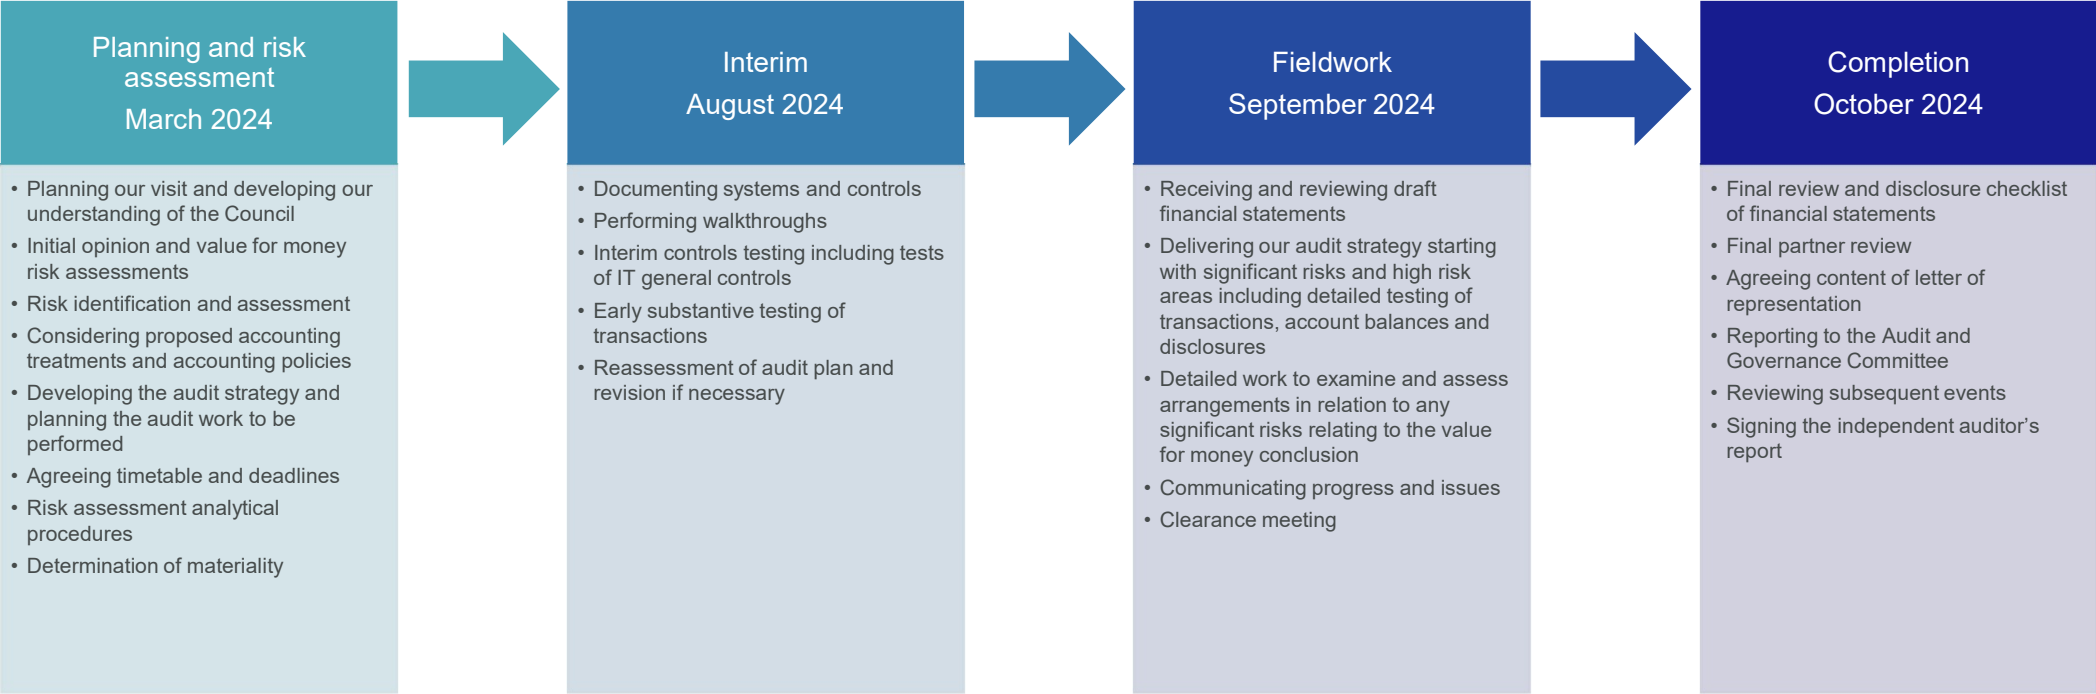 Planning and risk
assessment
March 2024
• Planning our visit and developing our
understanding of the Council
• Initial opinion and value for money
risk assessments
• Risk identification and assessment
• Considering proposed accounting
treatments and accounting policies
• Developing the audit strategy and
planning the audit work to be
performed
• Agreeing timetable and deadlines
• Risk assessment analytical
procedures
• Determination of materiality
Interim
August 2024
• Documenting systems and controls
• Performing walkthroughs
• Interim controls testing including tests
of IT general controls
• Early substantive testing of
transactions
• Reassessment of audit plan and
revision if necessary
Fieldwork
September 2024
• Receiving and reviewing draft
financial statements
• Delivering our audit strategy starting
with significant risks and high risk
areas including detailed testing of
transactions, account balances and
disclosures
• Detailed work to examine and assess
arrangements in relation to any
significant risks relating to the value
for money conclusion
• Communicating progress and issues
• Clearance meeting
Completion
October 2024
• Final review and disclosure checklist
of financial statements
• Final partner review
• Agreeing content of letter of
representation
• Reporting to the Audit and
Governance Committee
• Reviewing subsequent events
• Signing the independent auditor’s
report